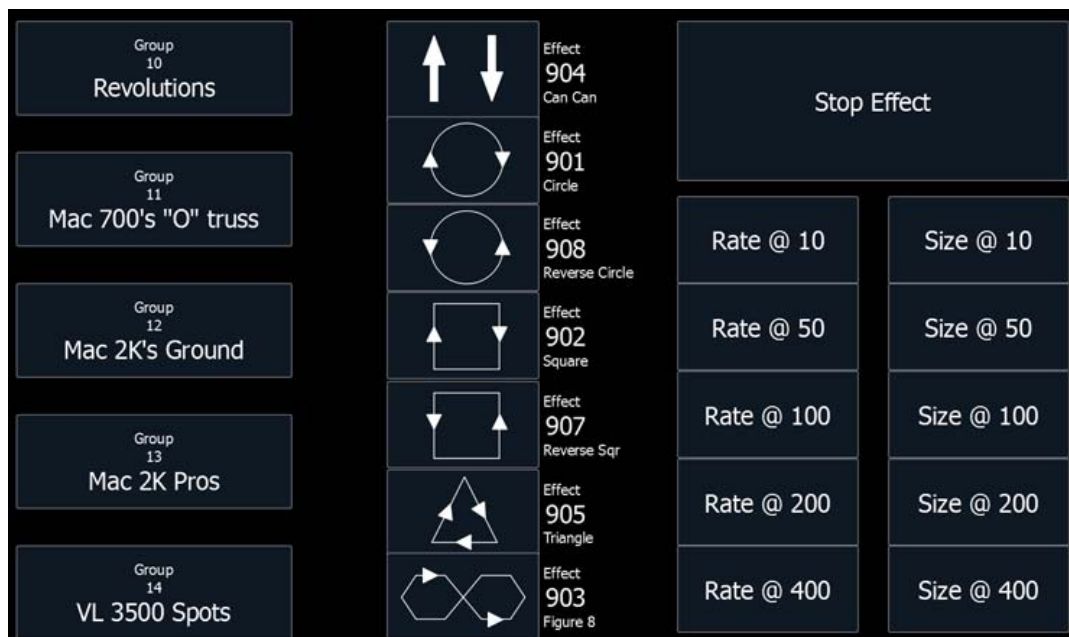 Group
10
Revolutions
Group
11
Mac 700's "O" truss
Group
12
Mac 2K's Ground
Group
13
Mac 2K Pros
Group
14
VL 3500 Spots
Effect
904
Can Can
Effect
901
Circle
Effect
908
Reverse Circle
Effect
902
Square
Effect
907
Reverse Sqr
Effect
905
Triangle
Effect
903
Figure 8
Stop Effect
Rate @ 10
Size @ 10
Rate @ 50
Size @ 50
Rate @ 100
Size @ 100
Rate @ 200
Size @ 200
Rate @ 400
Size @ 400